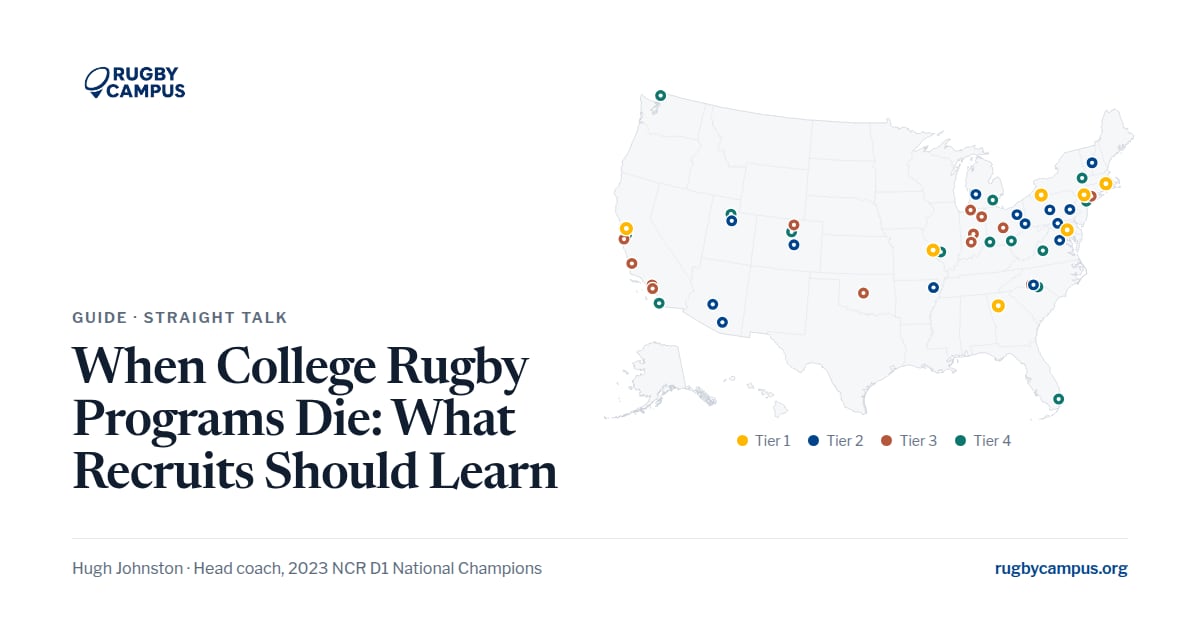 RUGBY
CAMPUS
GUIDE · STRAIGHT TALK
When College Rugby
Programs Die: What
Recruits Should Learn
Tier 1 Tier 2 Tier 3 Tier 4
Hugh Johnston · Head coach, 2023 NCR D1 National Champions
rugbycampus.org